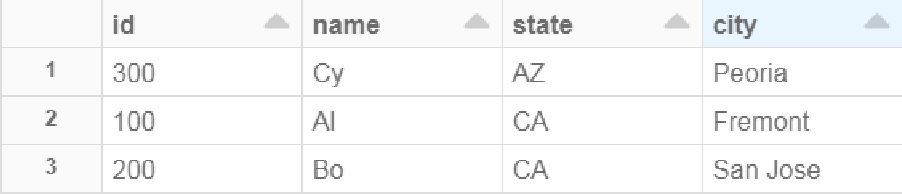 id name state city
1 300 Cy AZ Peoria
2 100 Al CA Fremont
3 200 Bo CA San Jose